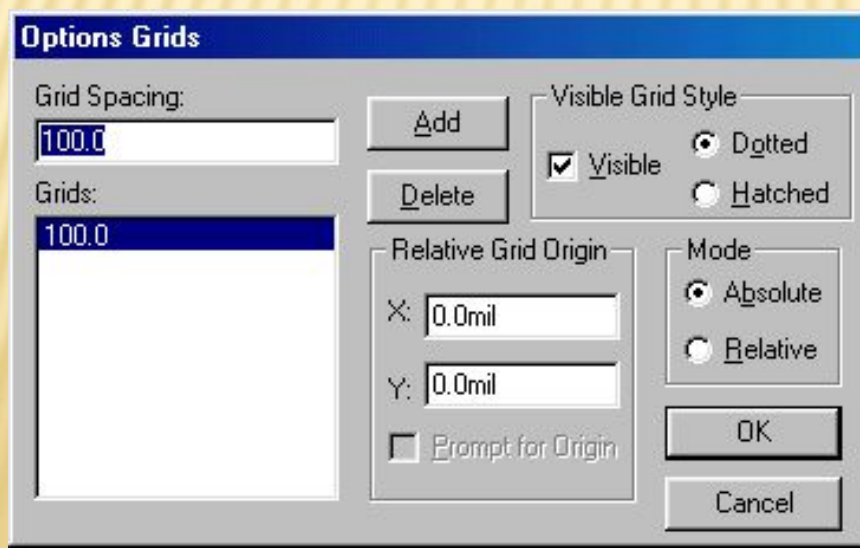 Options Grids
Grid Spacing:
100.0
Grids:
100.0
Add
Delete
Visible Grid Style
Visible
Dotted
Hatched
Relative Grid Origin
X: 0.0mil
Y: 0.0mil
Prompt for Origin
Mode
Absolute
Relative
OK
Cancel